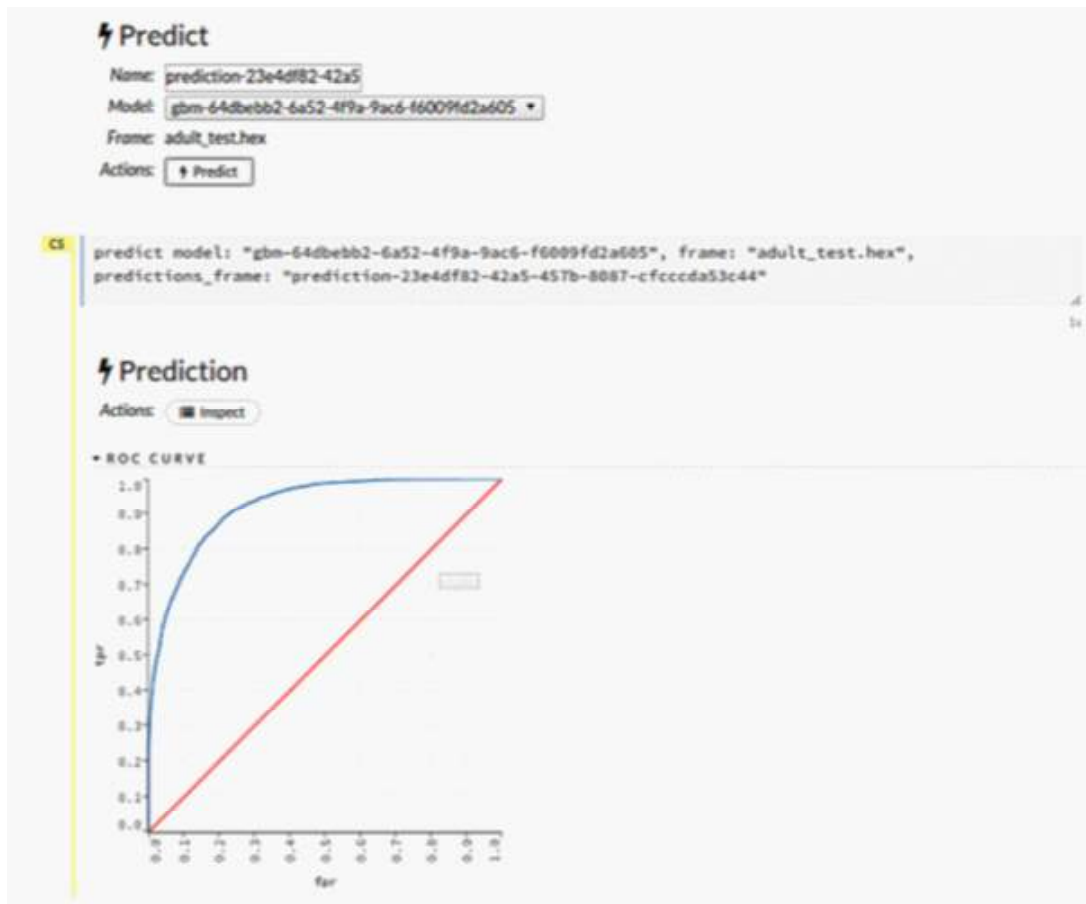 Predict
Name: prediction-23e4df82-42a5
Model: gbm-64dbebb2-6a52-4f9a-9ac6-f6009fd2a605
Frame: adult_test.hex
Actions: Predict
CS
predict model: "gbm-64dbebb2-6a52-4f9a-9ac6-f6009fd2a605", frame: "adult_test.hex",
predictions_frame: "prediction-23e4df82-42a5-457b-8087-cfcccda53c44"
1s
Prediction
Actions: Inspect
ROC CURVE
1.0
0.9
0.8
0.7
0.6
tpr
0.5
0.4
0.3
0.2
0.1
0.0
0.0 0.1 0.2 0.3 0.4 0.5 0.6 0.7 0.8 0.9 1.0
fpr